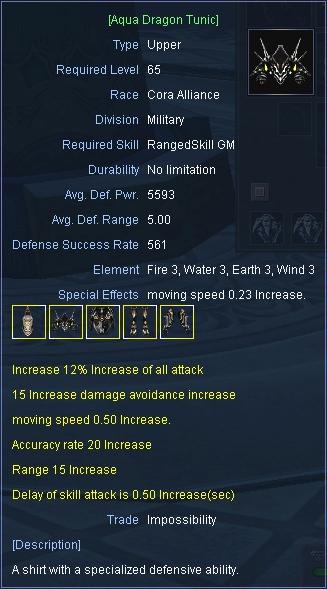 [Aqua Dragon Tunic]
Type Upper
Required Level 65
Race Cora Alliance
Division Military
Required Skill RangedSkill GM
Durability No limitation
Avg. Def. Pwr. 5593
Avg. Def. Range 5.00
Defense Success Rate 561
Element Fire 3, Water 3, Earth 3, Wind 3
Special Effects moving speed 0.23 Increase.
Increase 12% Increase of all attack
15 Increase damage avoidance increase
moving speed 0.50 Increase.
Accuracy rate 20 Increase
Range 15 Increase
Delay of skill attack is 0.50 Increase(sec)
Trade Impossibility
[Description]
A shirt with a specialized defensive ability.